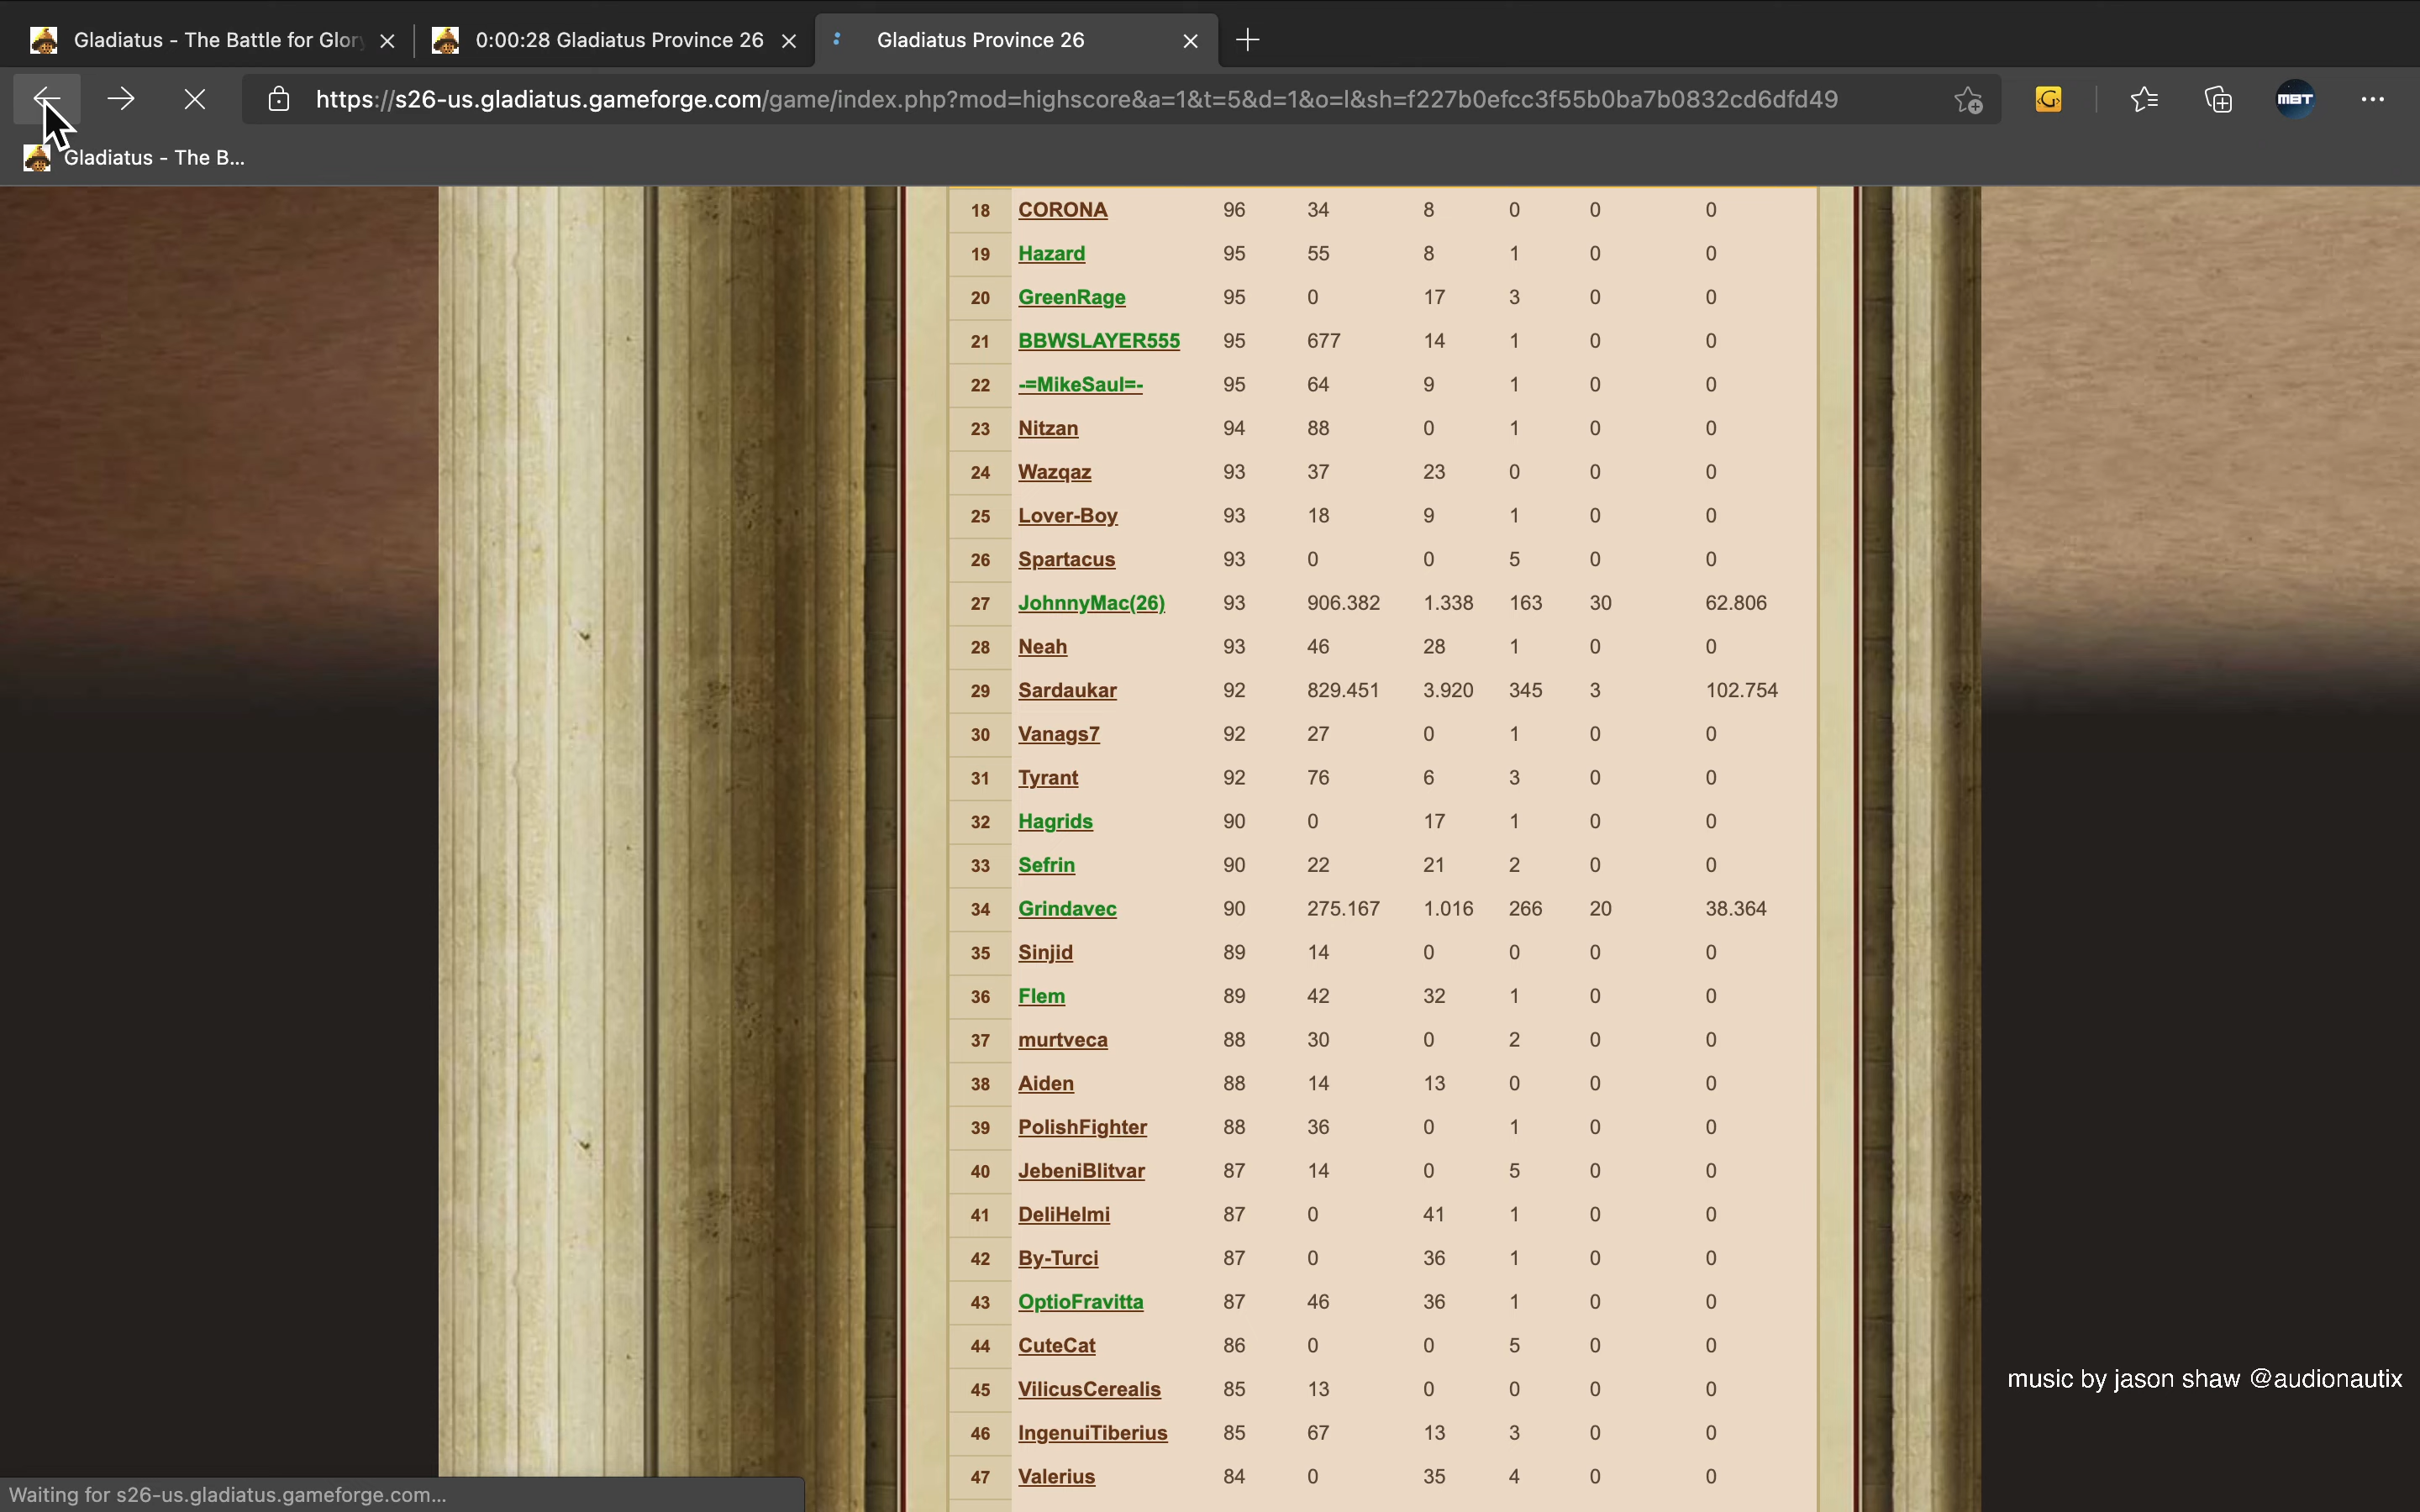 Gladiatus - The Battle for Glory
0:00:28 Gladiatus Province 26
Gladiatus Province 26
https://s26-us.gladiatus.gameforge.com/game/index.php?mod=highscore&a=1&t=5&d=1&o=l&sh=f227b0efcc3f55b0ba7b0832cd6dfd49
MBT
Gladiatus - The B...
18 CORONA 96 34 8 0 0 0
19 Hazard 95 55 8 1 0 0
20 GreenRage 95 0 17 3 0 0
21 BBWSLAYER555 95 677 14 1 0 0
22 -=MikeSaul=- 95 64 9 1 0 0
23 Nitzan 94 88 0 1 0 0
24 Wazqaz 93 37 23 0 0 0
25 Lover-Boy 93 18 9 1 0 0
26 Spartacus 93 0 0 5 0 0
27 JohnnyMac(26) 93 906.382 1.338 163 30 62.806
28 Neah 93 46 28 1 0 0
29 Sardaukar 92 829.451 3.920 345 3 102.754
30 Vanags7 92 27 0 1 0 0
31 Tyrant 92 76 6 3 0 0
32 Hagrids 90 0 17 1 0 0
33 Sefrin 90 22 21 2 0 0
34 Grindavec 90 275.167 1.016 266 20 38.364
35 Sinjid 89 14 0 0 0 0
36 Flem 89 42 32 1 0 0
37 murtveca 88 30 0 2 0 0
38 Aiden 88 14 13 0 0 0
39 PolishFighter 88 36 0 1 0 0
40 JebeniBlitvar 87 14 0 5 0 0
41 DeliHelmi 87 0 41 1 0 0
42 By-Turci 87 0 36 1 0 0
43 OptioFravitta 87 46 36 1 0 0
44 CuteCat 86 0 0 5 0 0
45 VilicusCerealis 85 13 0 0 0 0
46 IngenuiTiberius 85 67 13 3 0 0
47 Valerius 84 0 35 4 0 0
music by jason shaw @audionautix
Waiting for s26-us.gladiatus.gameforge.com...